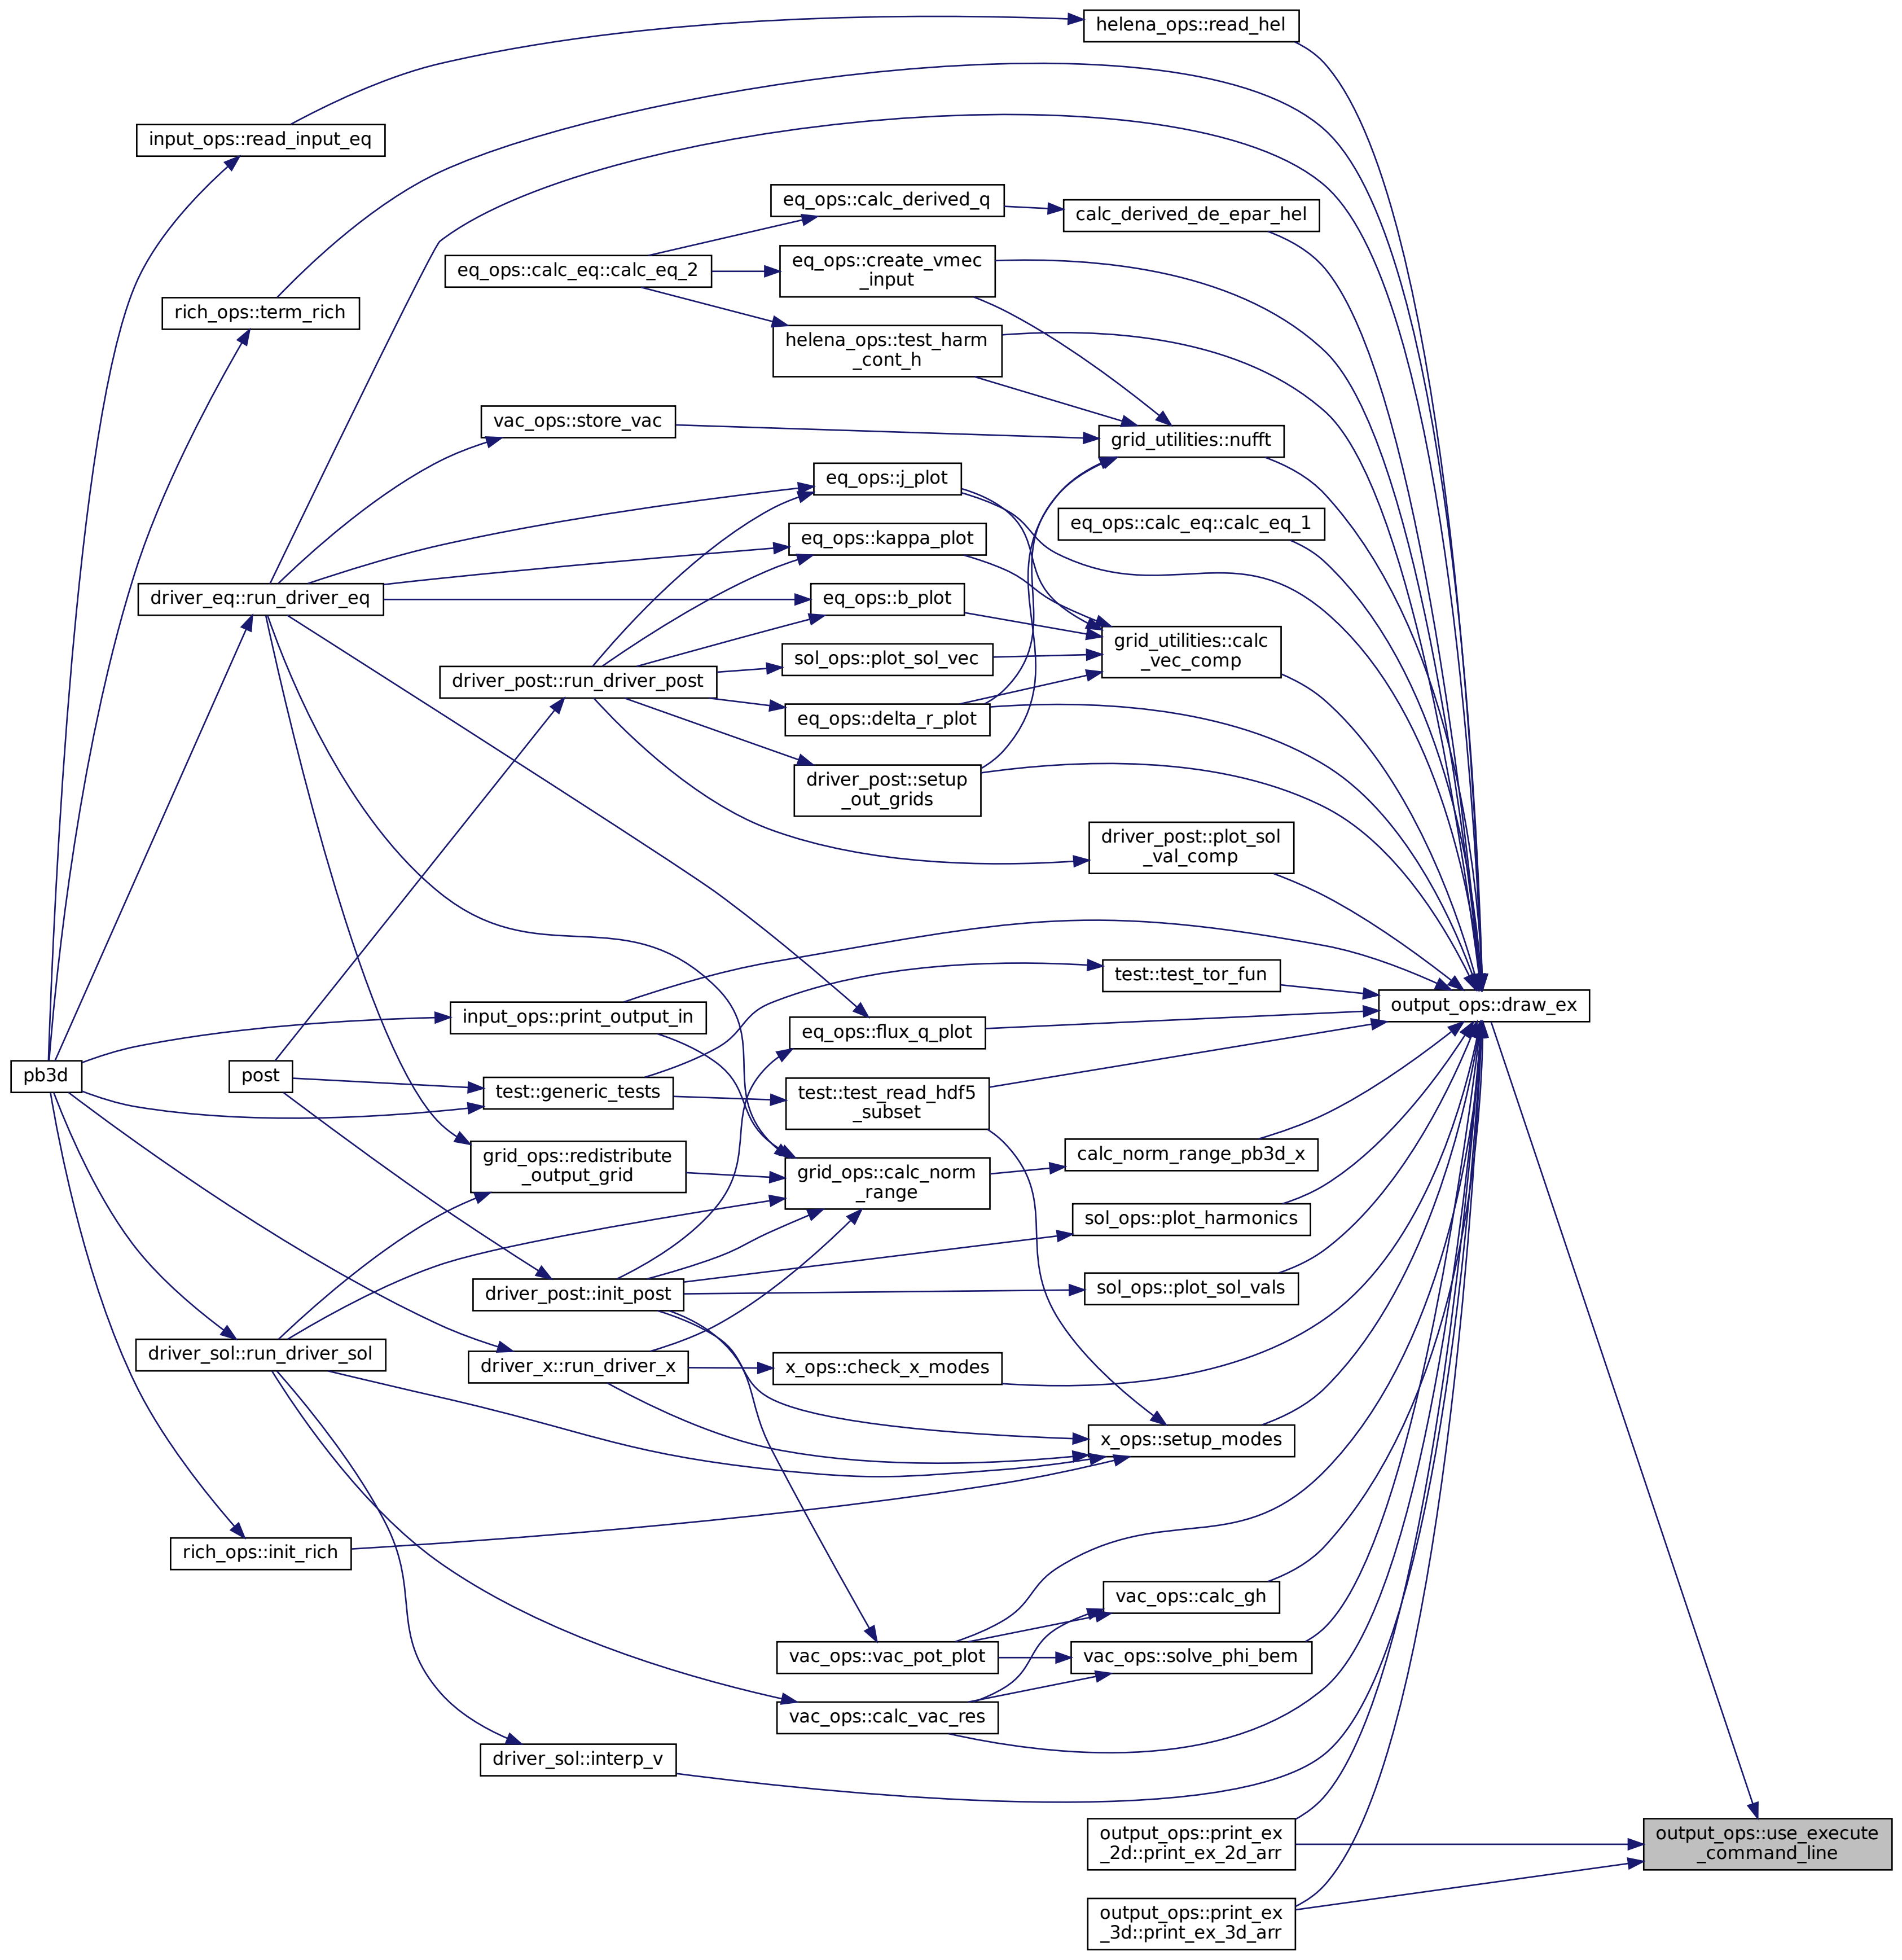 helena_ops::read_hel
input_ops::read_input_eq
eq_ops::calc_derived_q
calc_derived_de_epar_hel
eq_ops::calc_eq::calc_eq_2
eq_ops::create_vmec
_input
rich_ops::term_rich
helena_ops::test_harm
_cont_h
vac_ops::store_vac
grid_utilities::nufft
eq_ops::j_plot
eq_ops::calc_eq::calc_eq_1
eq_ops::kappa_plot
driver_eq::run_driver_eq
eq_ops::b_plot
grid_utilities::calc
_vec_comp
sol_ops::plot_sol_vec
driver_post::run_driver_post
eq_ops::delta_r_plot
driver_post::setup
_out_grids
driver_post::plot_sol
_val_comp
test::test_tor_fun
output_ops::draw_ex
input_ops::print_output_in
eq_ops::flux_q_plot
pb3d
post
test::generic_tests
test::test_read_hdf5
_subset
calc_norm_range_pb3d_x
grid_ops::redistribute
_output_grid
grid_ops::calc_norm
_range
sol_ops::plot_harmonics
driver_post::init_post
sol_ops::plot_sol_vals
driver_sol::run_driver_sol
driver_x::run_driver_x
x_ops::check_x_modes
x_ops::setup_modes
rich_ops::init_rich
vac_ops::calc_gh
vac_ops::vac_pot_plot
vac_ops::solve_phi_bem
vac_ops::calc_vac_res
driver_sol::interp_v
output_ops::print_ex
_2d::print_ex_2d_arr
output_ops::use_execute
_command_line
output_ops::print_ex
_3d::print_ex_3d_arr